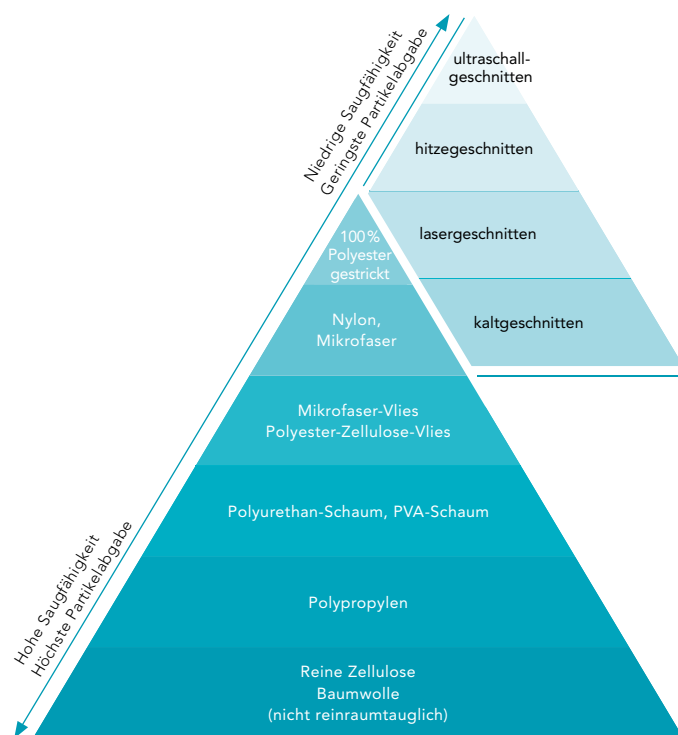 Niedrige Saugfähigkeit
Geringste Partikelabgabe
ultraschall-
geschnitten
hitzegeschnitten
lasergeschnitten
kaltgeschnitten
100%
Polyester
gestrickt
Nylon,
Mikrofaser
Mikrofaser-Vlies
Polyester-Zellulose-Vlies
Polyurethan-Schaum, PVA-Schaum
Polypropylen
Reine Zellulose
Baumwolle
(nicht reinraumtauglich)
Hohe Saugfähigkeit
Höchste Partikelabgabe